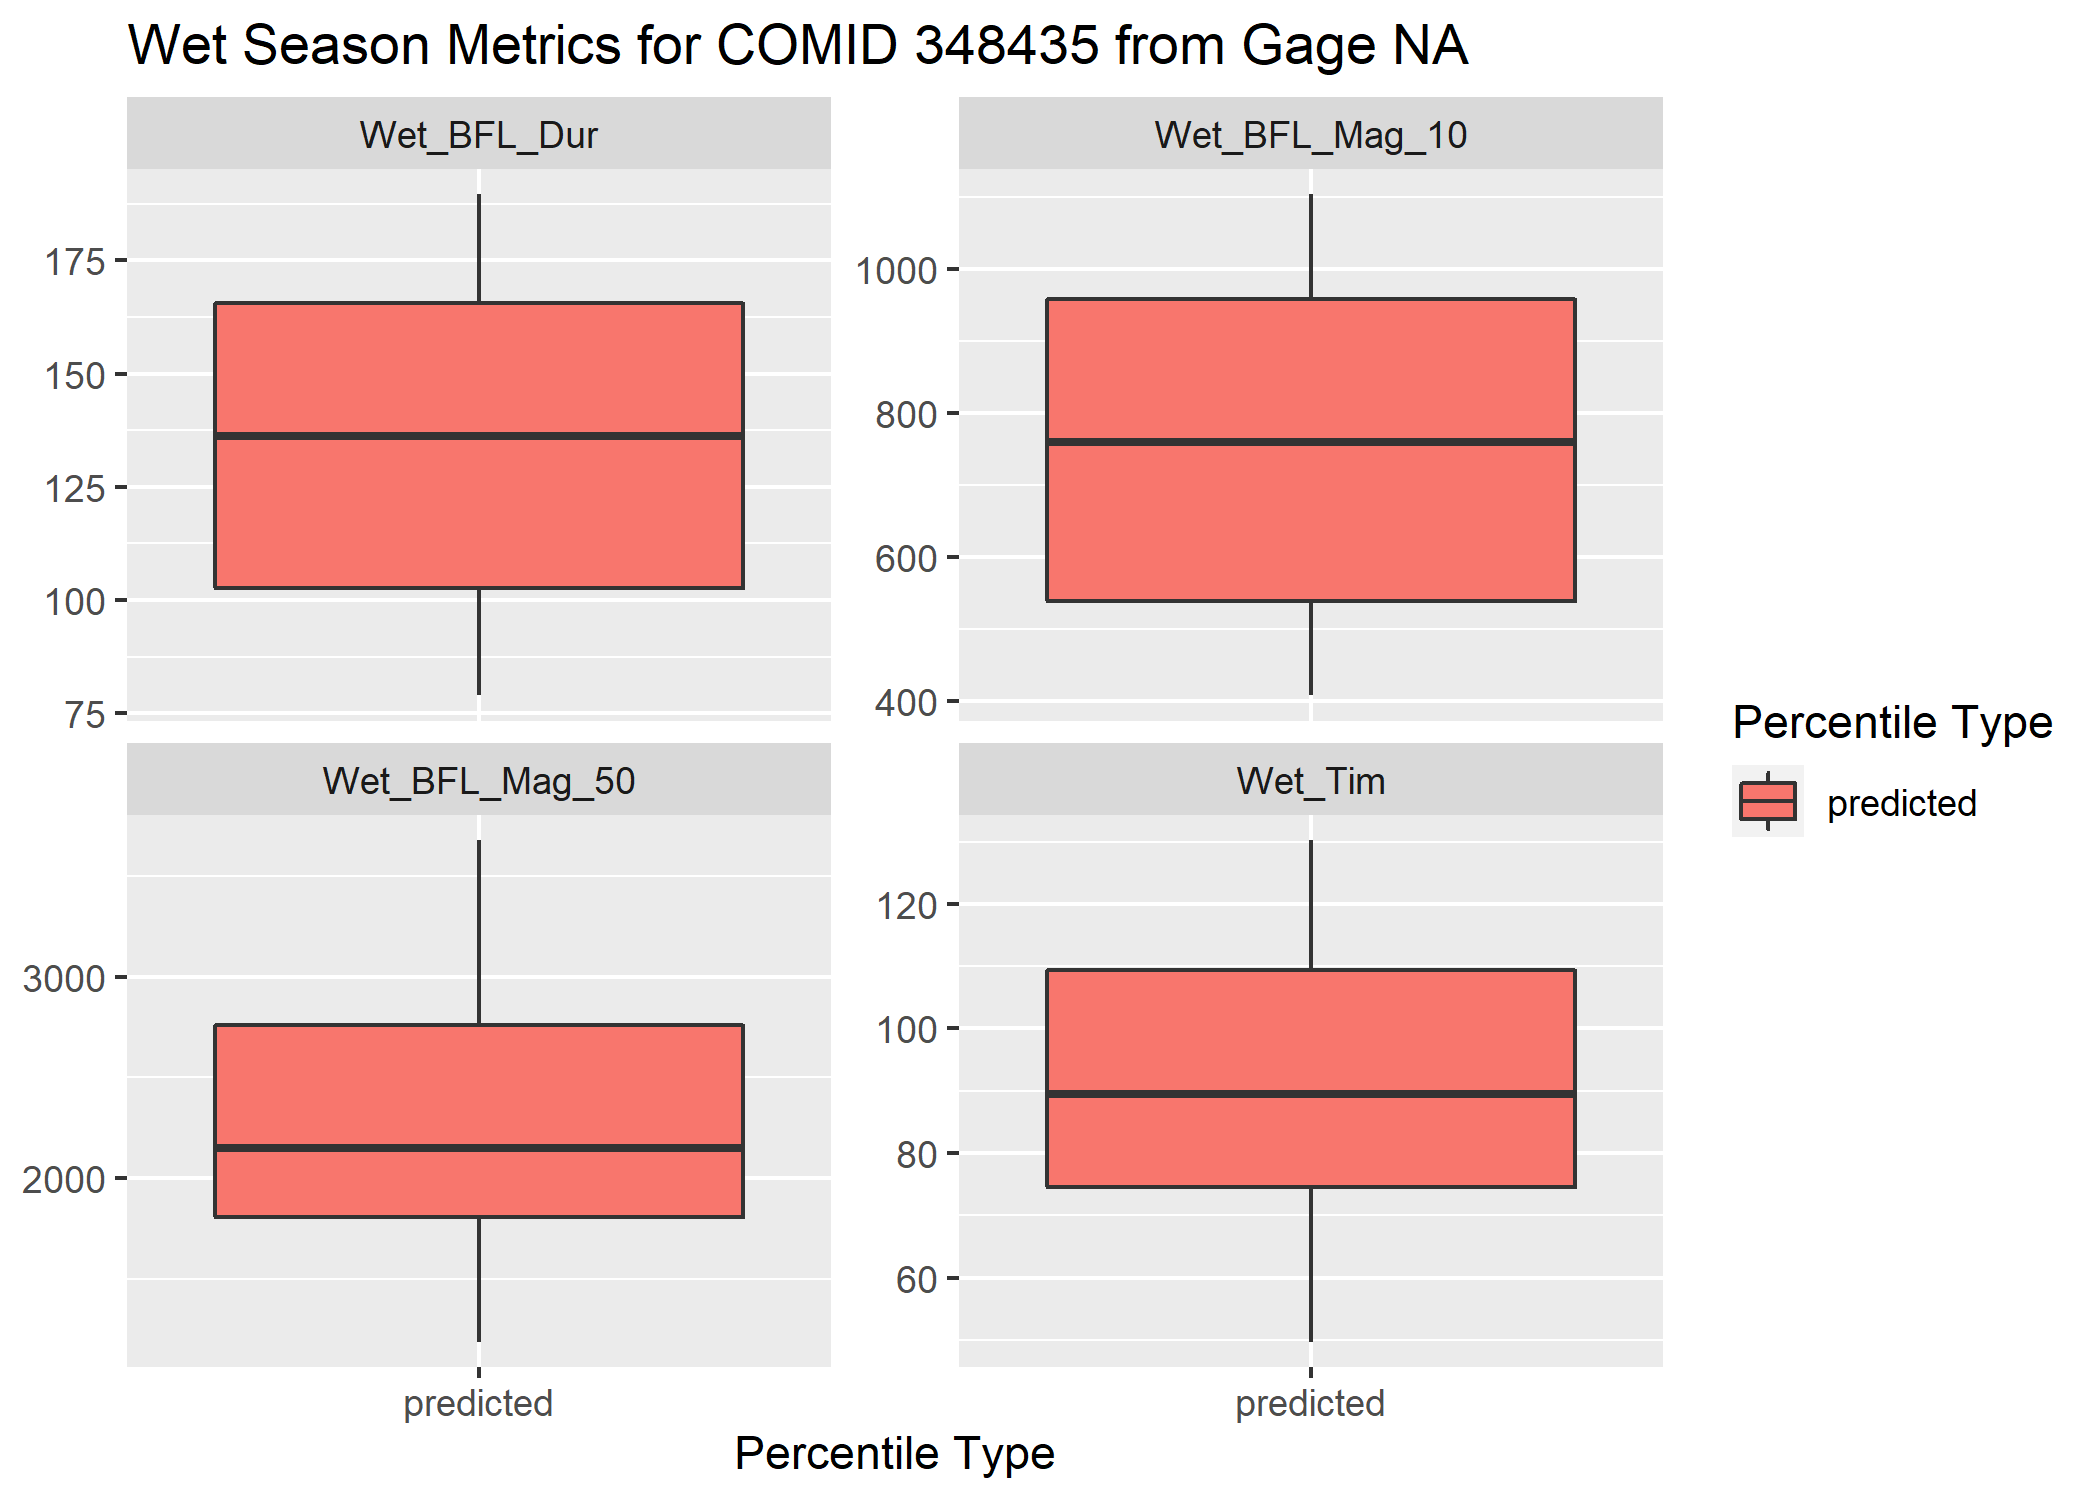 Wet Season Metrics for COMID 348435 from Gage NA
Wet_BFL_Dur
Wet_BFL_Mag_10
175
150
125
100
75
1000
800
600
400
Wet_BFL_Mag_50
Wet_Tim
3000
2000
120
100
80
60
predicted
predicted
Percentile Type
Percentile Type
predicted